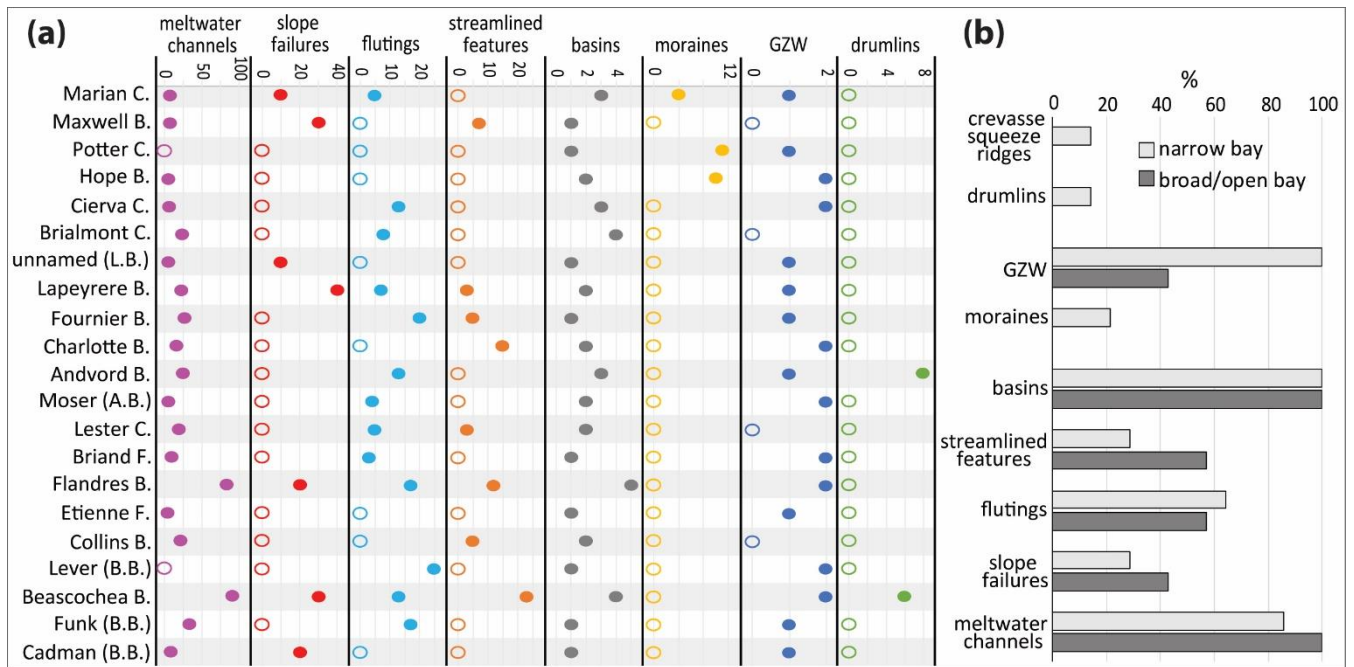 (a)
meltwater
channels
slope
failures
flutings
streamlined
features
basins
moraines
GZW
drumlins
0 50 100
0 20 40
0 10 20
0 10 20
0 2 4
0 12
0 2
0 4 8
Marian C.
Maxwell B.
Potter C.
Hope B.
Cierva C.
Brialmont C.
unnamed (L.B.)
Lapeyrere B.
Fournier B.
Charlotte B.
Andvord B.
Moser (A.B.)
Lester C.
Briand F.
Flandres B.
Etienne F.
Collins B.
Lever (B.B.)
Beascochea B.
Funk (B.B.)
Cadman (B.B.)
(b)
%
0 20 40 60 80 100
crevasse
squeeze
ridges
narrow bay
broad/open bay
drumlins
GZW
moraines
basins
streamlined
features
flutings
slope
failures
meltwater
channels